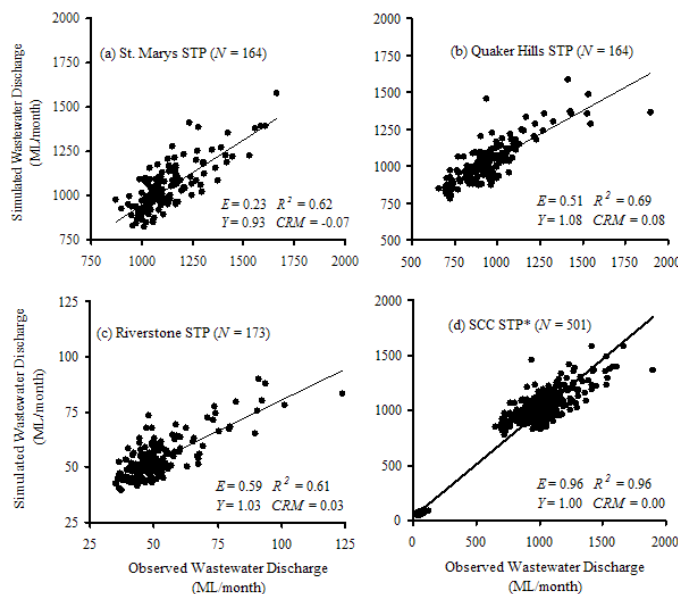 2000
1750
1500
1250
1000
750
750 1000 1250 1500 1750 2000
(a) St. Marys STP (N = 164)
E = 0.23 R² = 0.62
Y = 0.93 CRM = -0.07
Simulated Wastewater Discharge
(ML/month)
2000
1750
1500
1250
1000
750
500
500 750 1000 1250 1500 1750 2000
(b) Quaker Hills STP (N = 164)
E = 0.51 R² = 0.69
Y = 1.08 CRM = 0.08
125
100
75
50
25
25 50 75 100 125
(c) Riverstone STP (N = 173)
E = 0.59 R² = 0.61
Y = 1.03 CRM = 0.03
Simulated Wastewater Discharge
(ML/month)
Observed Wastewater Discharge
(ML/month)
2000
1500
1000
500
0
0 500 1000 1500 2000
(d) SCC STP* (N = 501)
E = 0.96 R² = 0.96
Y = 1.00 CRM = 0.00
Observed Wastewater Discharge
(ML/month)